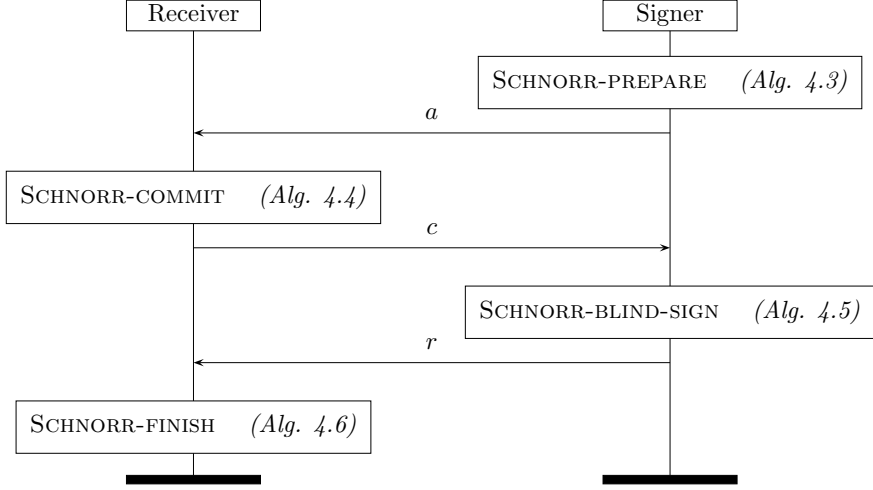 Receiver Signer
SCHNORR-PREPARE (Alg. 4.3)
a
SCHNORR-COMMIT (Alg. 4.4)
c
SCHNORR-BLIND-SIGN (Alg. 4.5)
r
SCHNORR-FINISH (Alg. 4.6)